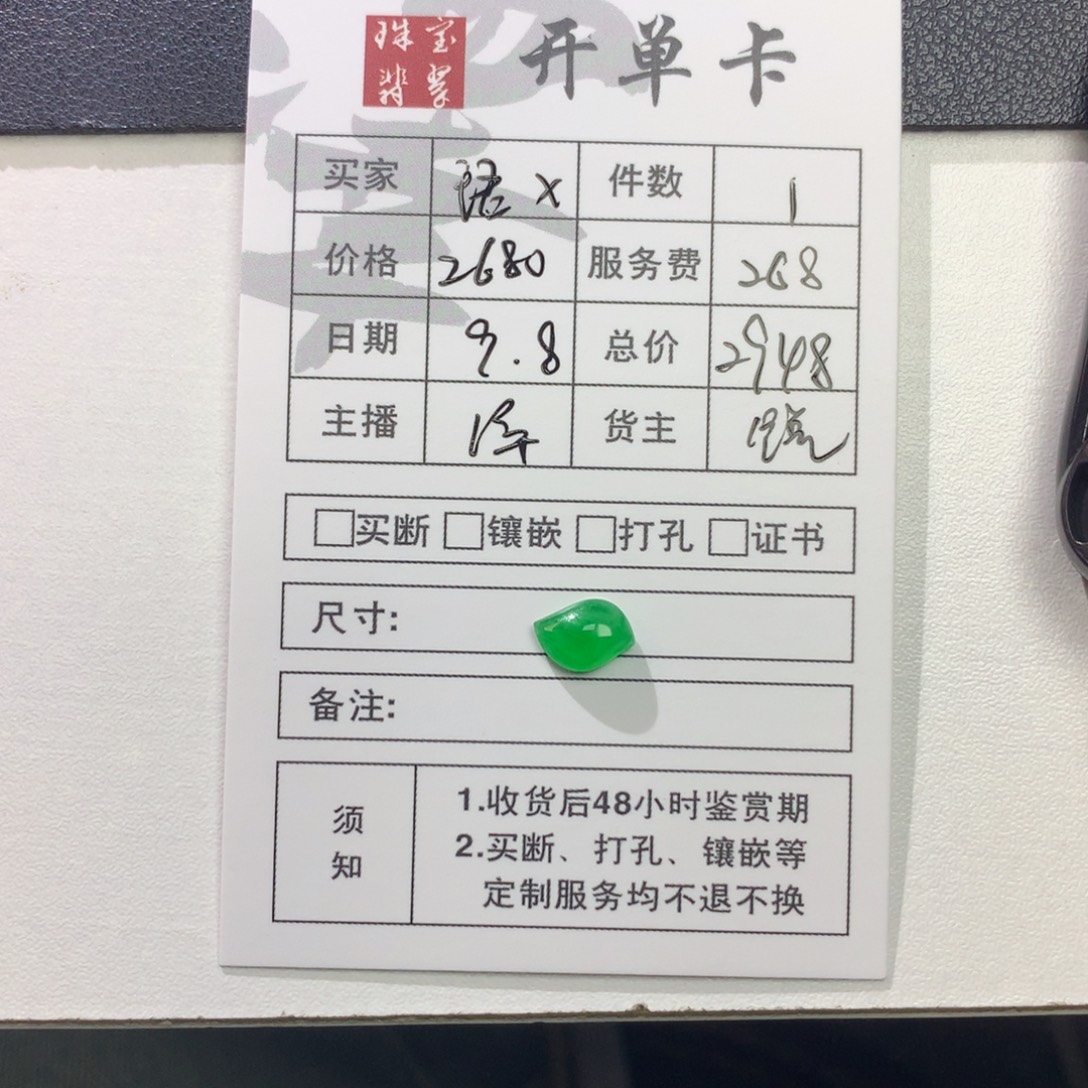 珠宝
翡翠
开单卡
买家 X 件数 1
价格 2680 服务费 268
日期 9.8 总价 2948
主播 货主
买断 镶嵌 打孔 证书
尺寸:
备注:
须知
1.收货后48小时鉴赏期
2.买断、打孔、镶嵌等
定制服务均不退不换